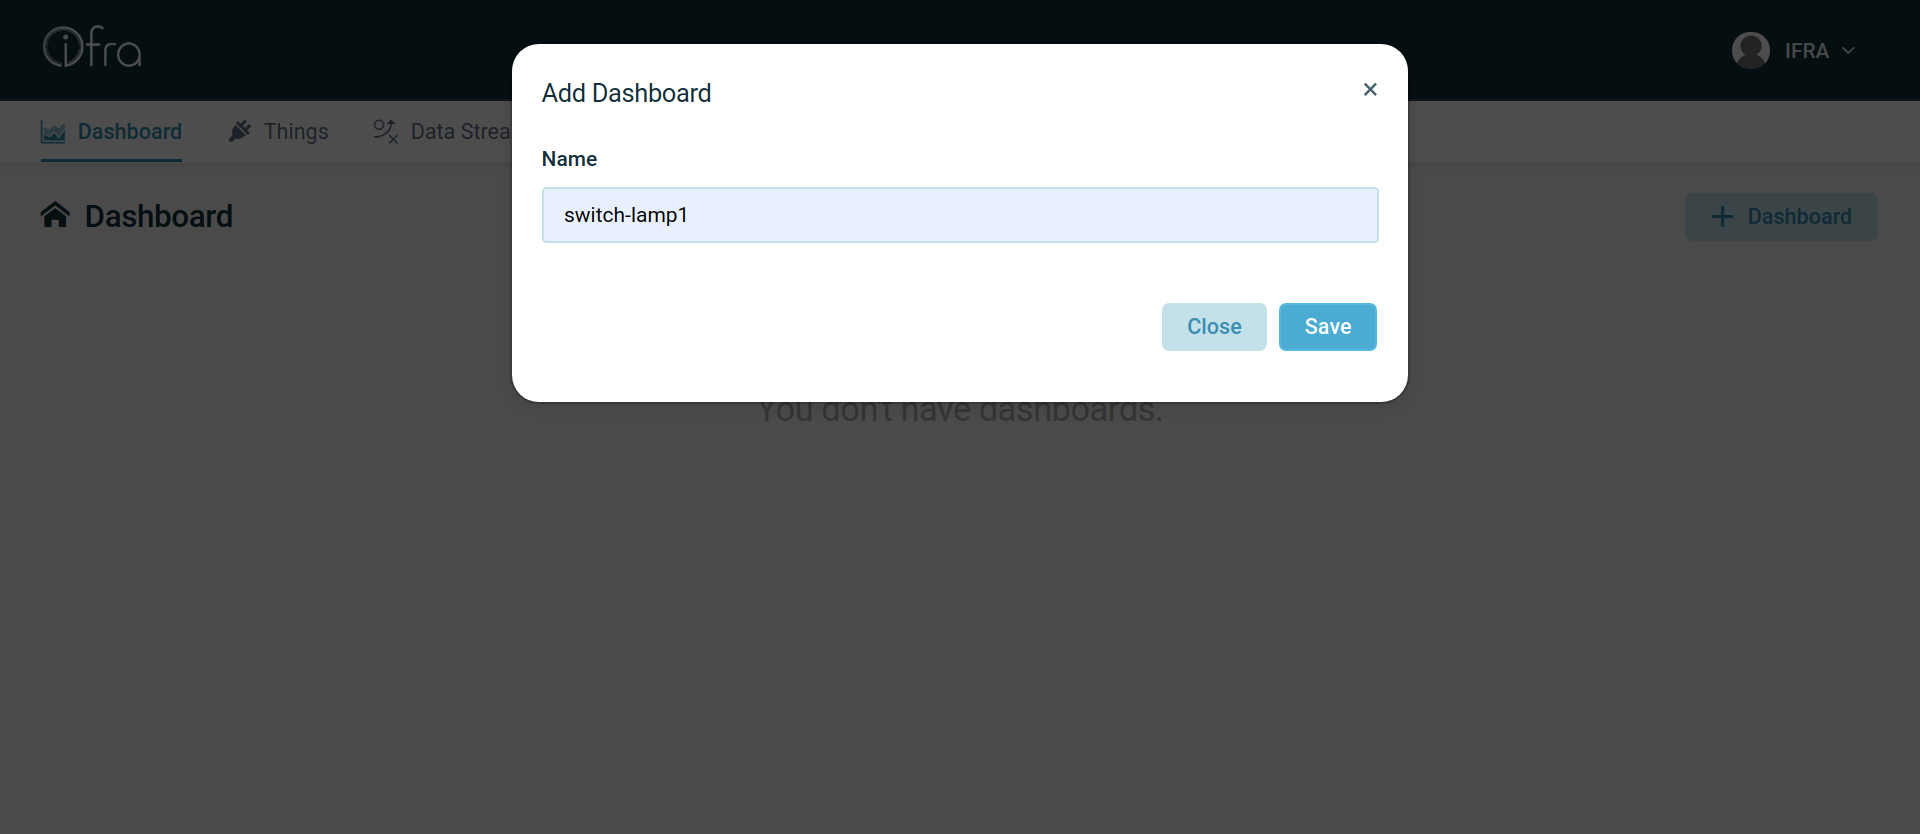 ifra
IFRA
Add Dashboard
×
Dashboard
Things
Data Strea
Name
switch-lamp1
Dashboard
+ Dashboard
Close
Save
You don't have dashboards.